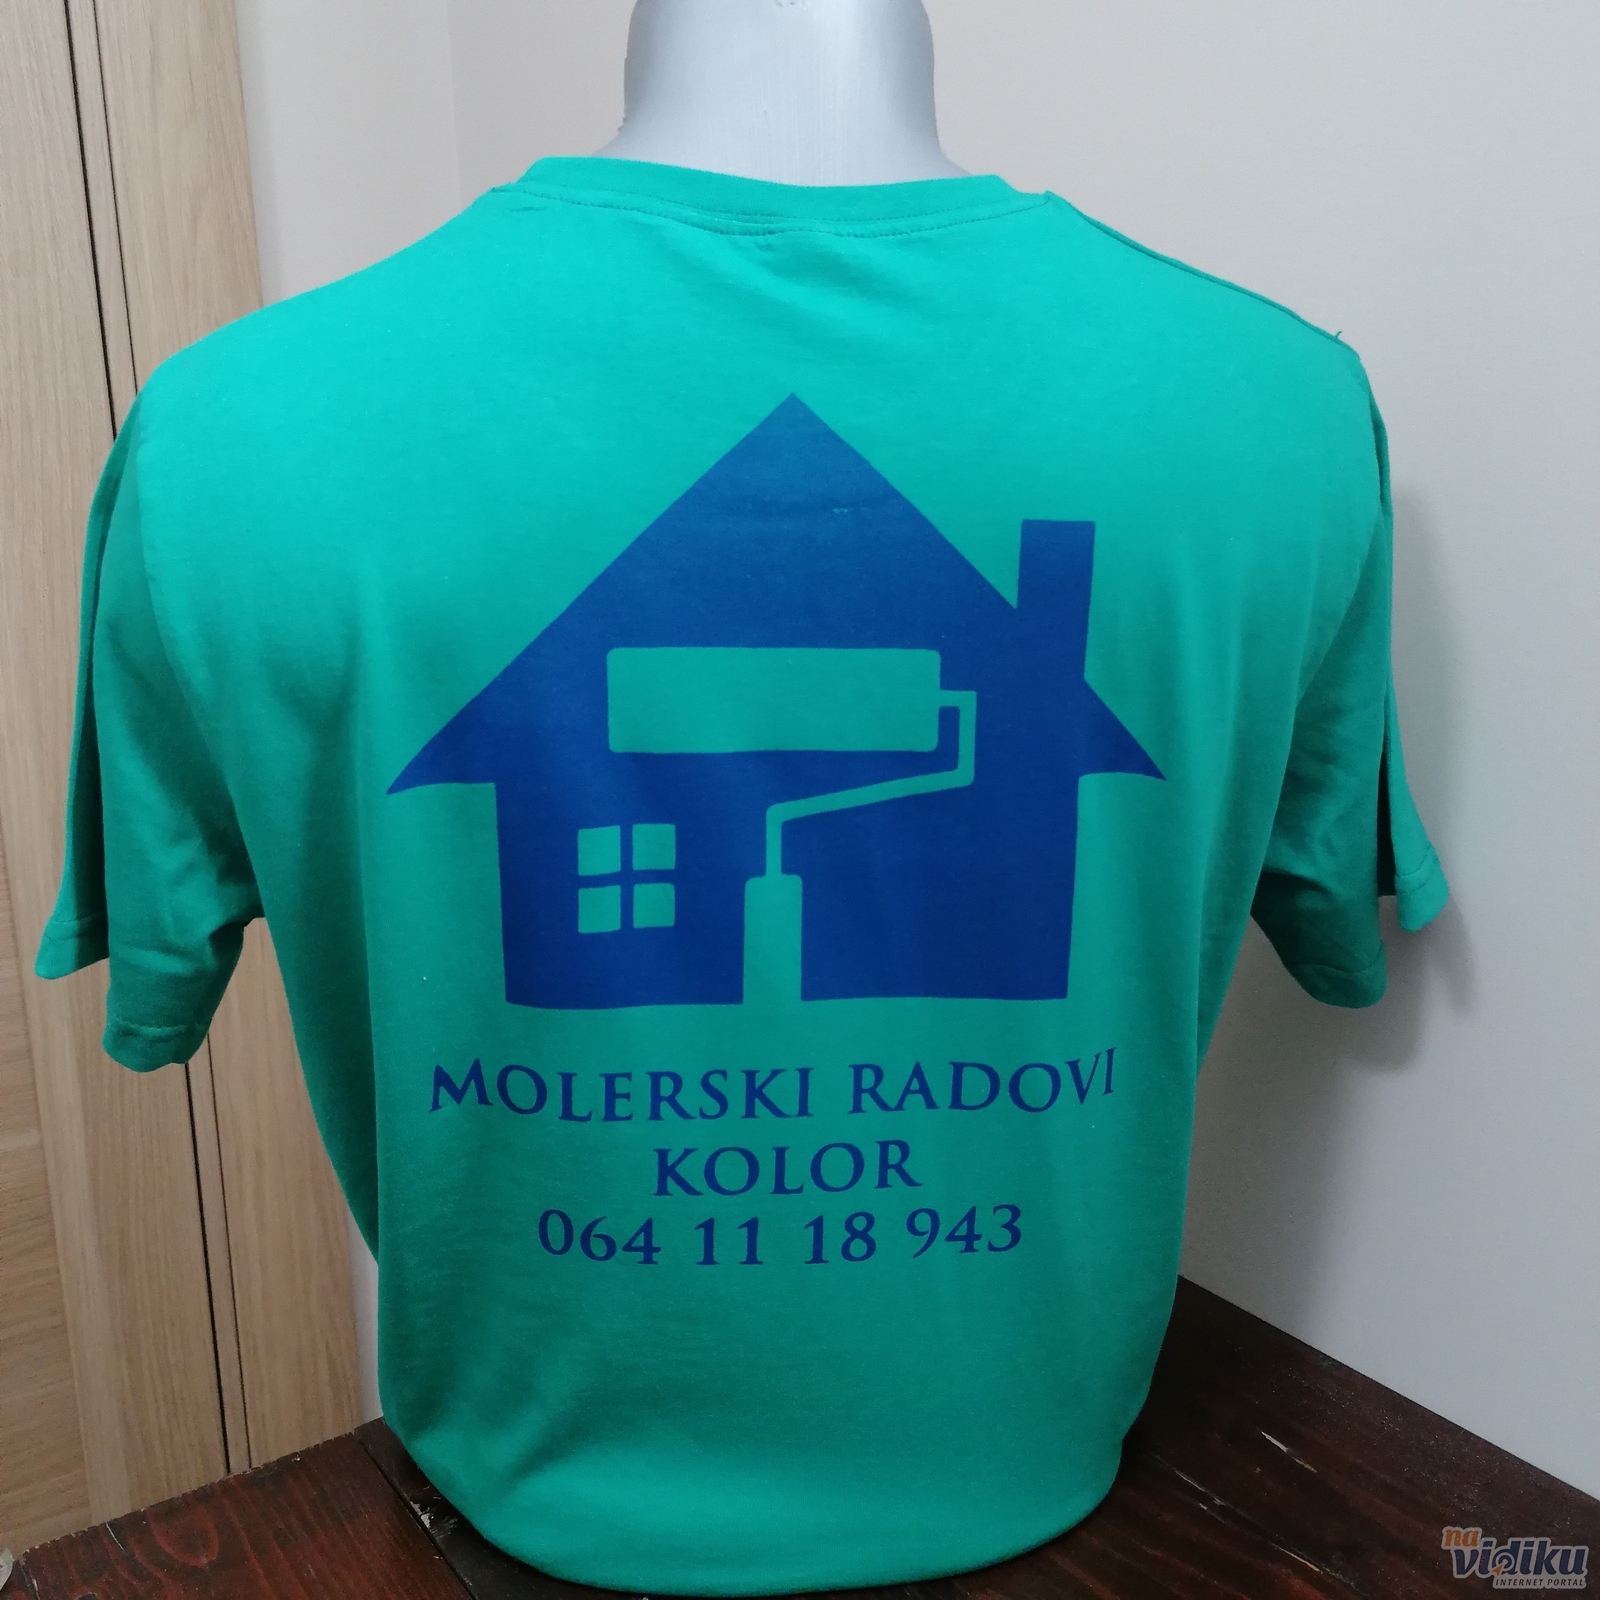 MOLERSKI RADOVI
KOLOR
064 11 18 943
na
vidiku
INTERNET PORTAL